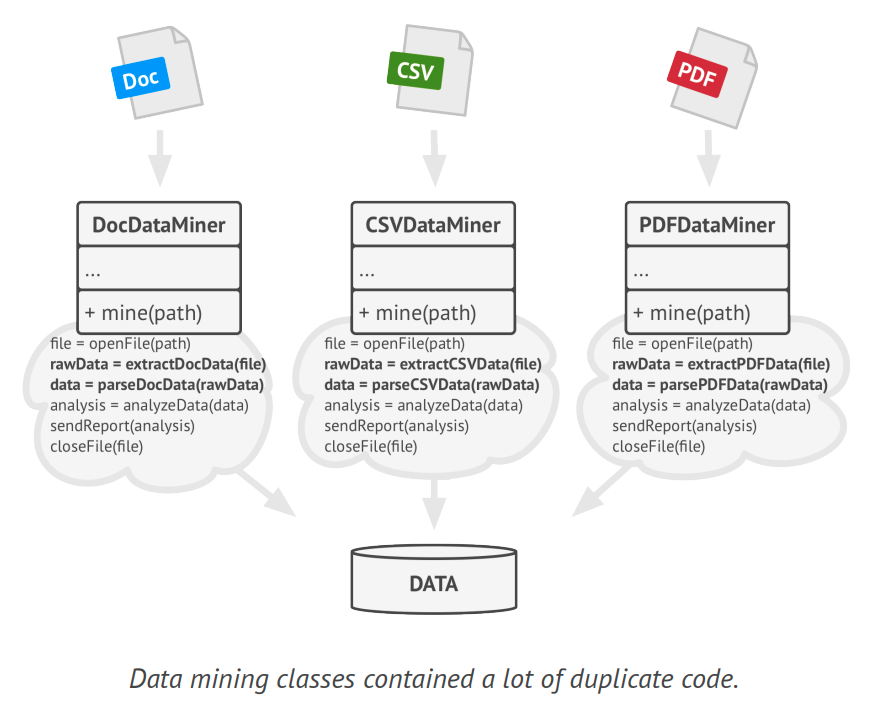 Doc
CSV
PDF
DocDataMiner
...
+ mine(path)
file = openFile(path)
rawData = extractDocData(file)
data = parseDocData(rawData)
analysis = analyzeData(data)
sendReport(analysis)
closeFile(file)
CSVDataMiner
...
+ mine(path)
file = openFile(path)
rawData = extractCSVData(file)
data = parseCSVData(rawData)
analysis = analyzeData(data)
sendReport(analysis)
closeFile(file)
PDFDataMiner
...
+ mine(path)
file = openFile(path)
rawData = extractPDFData(file)
data = parsePDFData(rawData)
analysis = analyzeData(data)
sendReport(analysis)
closeFile(file)
DATA
Data mining classes contained a lot of duplicate code.